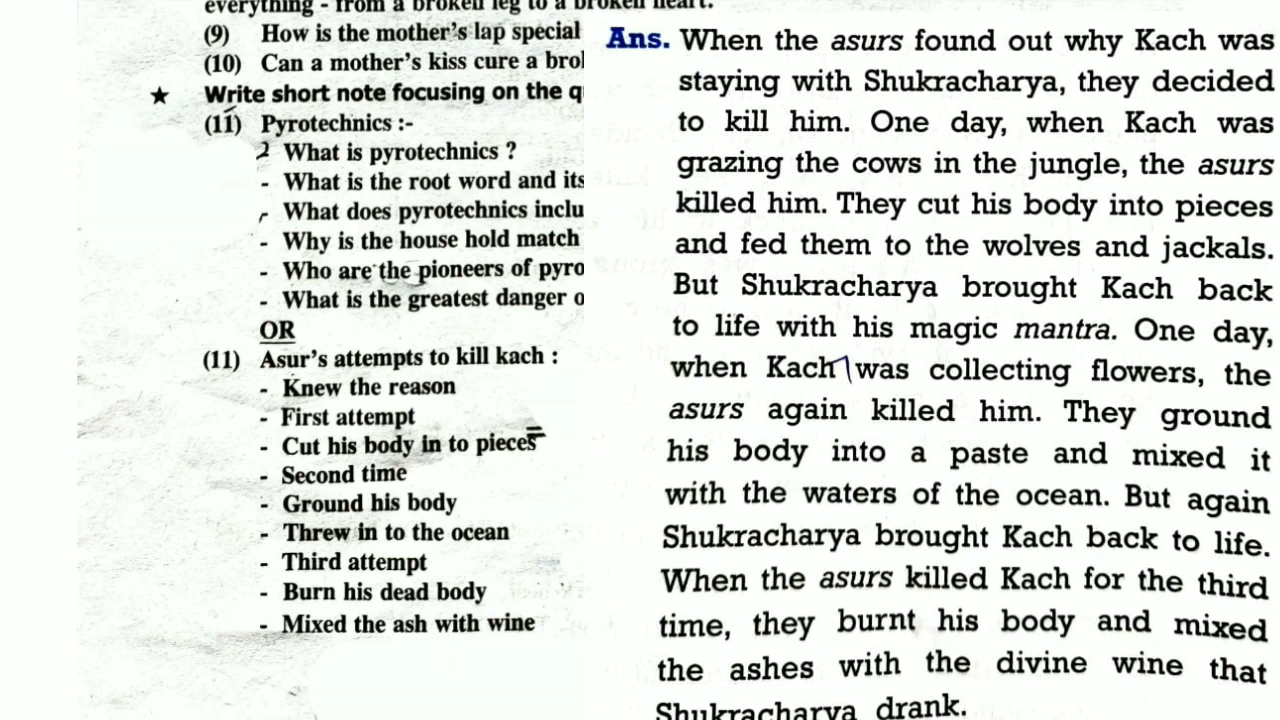 everything - from a broken leg to a broken heart.
(9) How is the mother's lap special
(10) Can a mother's kiss cure a
★ Write short note focusing on the
(11) Pyrotechnics :-
What is pyrotechnics ?
- What is the root word and its
What does pyrotechnics
- Why is the house hold match
- Who are the pioneers of
- What is the greatest danger
OR
(11) Asur's attempts to kill kach :
- Knew the reason
- First attempt
- Cut his body in to pieces
- Second time
- Ground his body
- Threw in to the ocean
- Third attempt
- Burn his dead body
- Mixed the ash with wine
Ans. When the asurs found out why Kach was
staying with Shukracharya, they decided
to kill him. One day, when Kach was
grazing the cows in the jungle, the asurs
killed him. They cut his body into pieces
and fed them to the wolves and jackals.
But Shukracharya brought Kach back
to life with his magic mantra. One day,
when Kach was collecting flowers, the
asurs again killed him. They ground
his body into a paste and mixed it
with the waters of the ocean. But again
Shukracharya brought Kach back to life.
When the asurs killed Kach for the third
time, they burnt his body and mixed
the ashes with the divine wine that
Shukracharya drank.